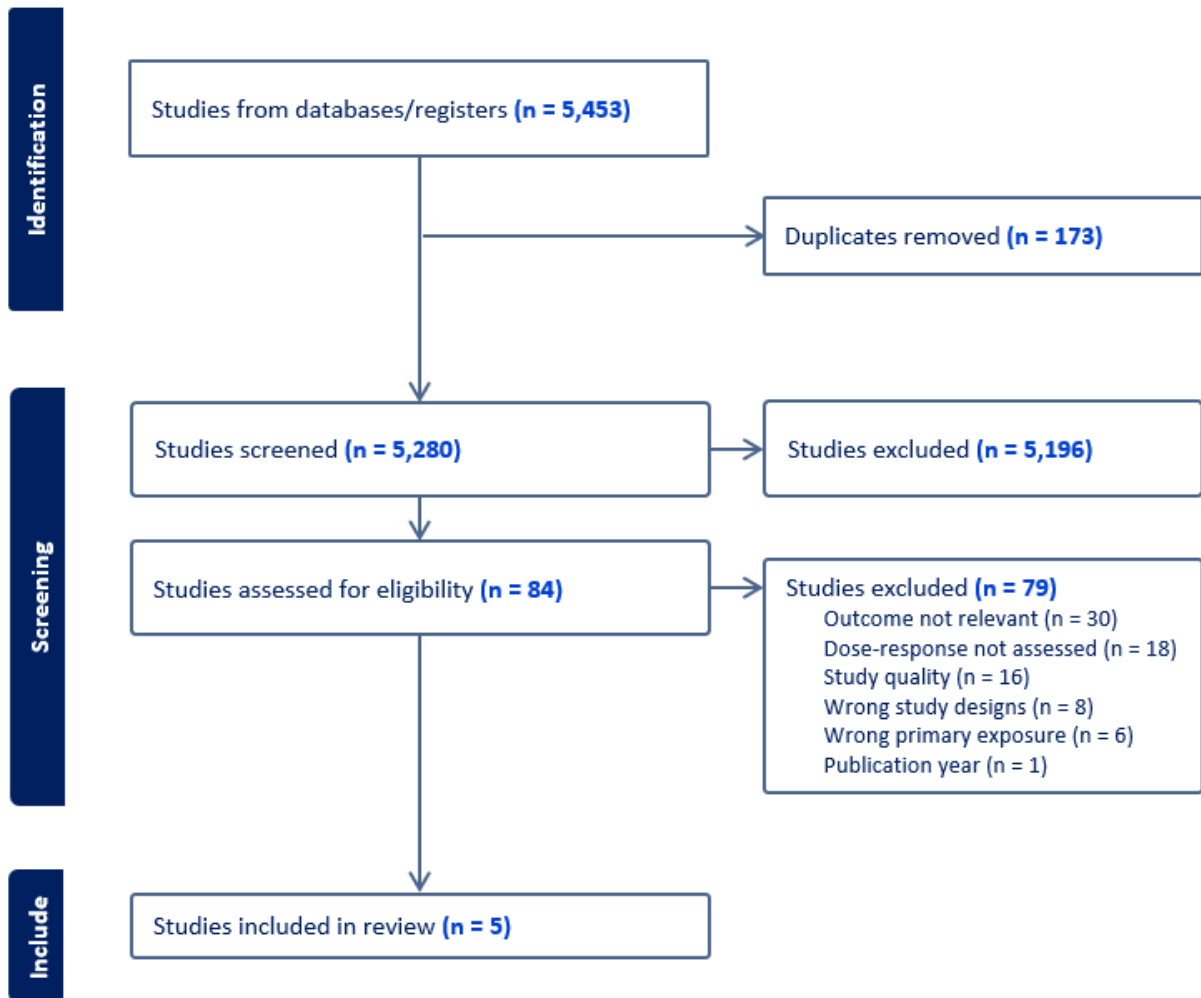 Identification
Studies from databases/registers (n = 5,453)
Duplicates removed (n = 173)
Screening
Studies screened (n = 5,280)
Studies excluded (n = 5,196)
Studies assessed for eligibility (n = 84)
Studies excluded (n = 79)
Outcome not relevant (n = 30)
Dose-response not assessed (n = 18)
Study quality (n = 16)
Wrong study designs (n = 8)
Wrong primary exposure (n = 6)
Publication year (n = 1)
Include
Studies included in review (n = 5)